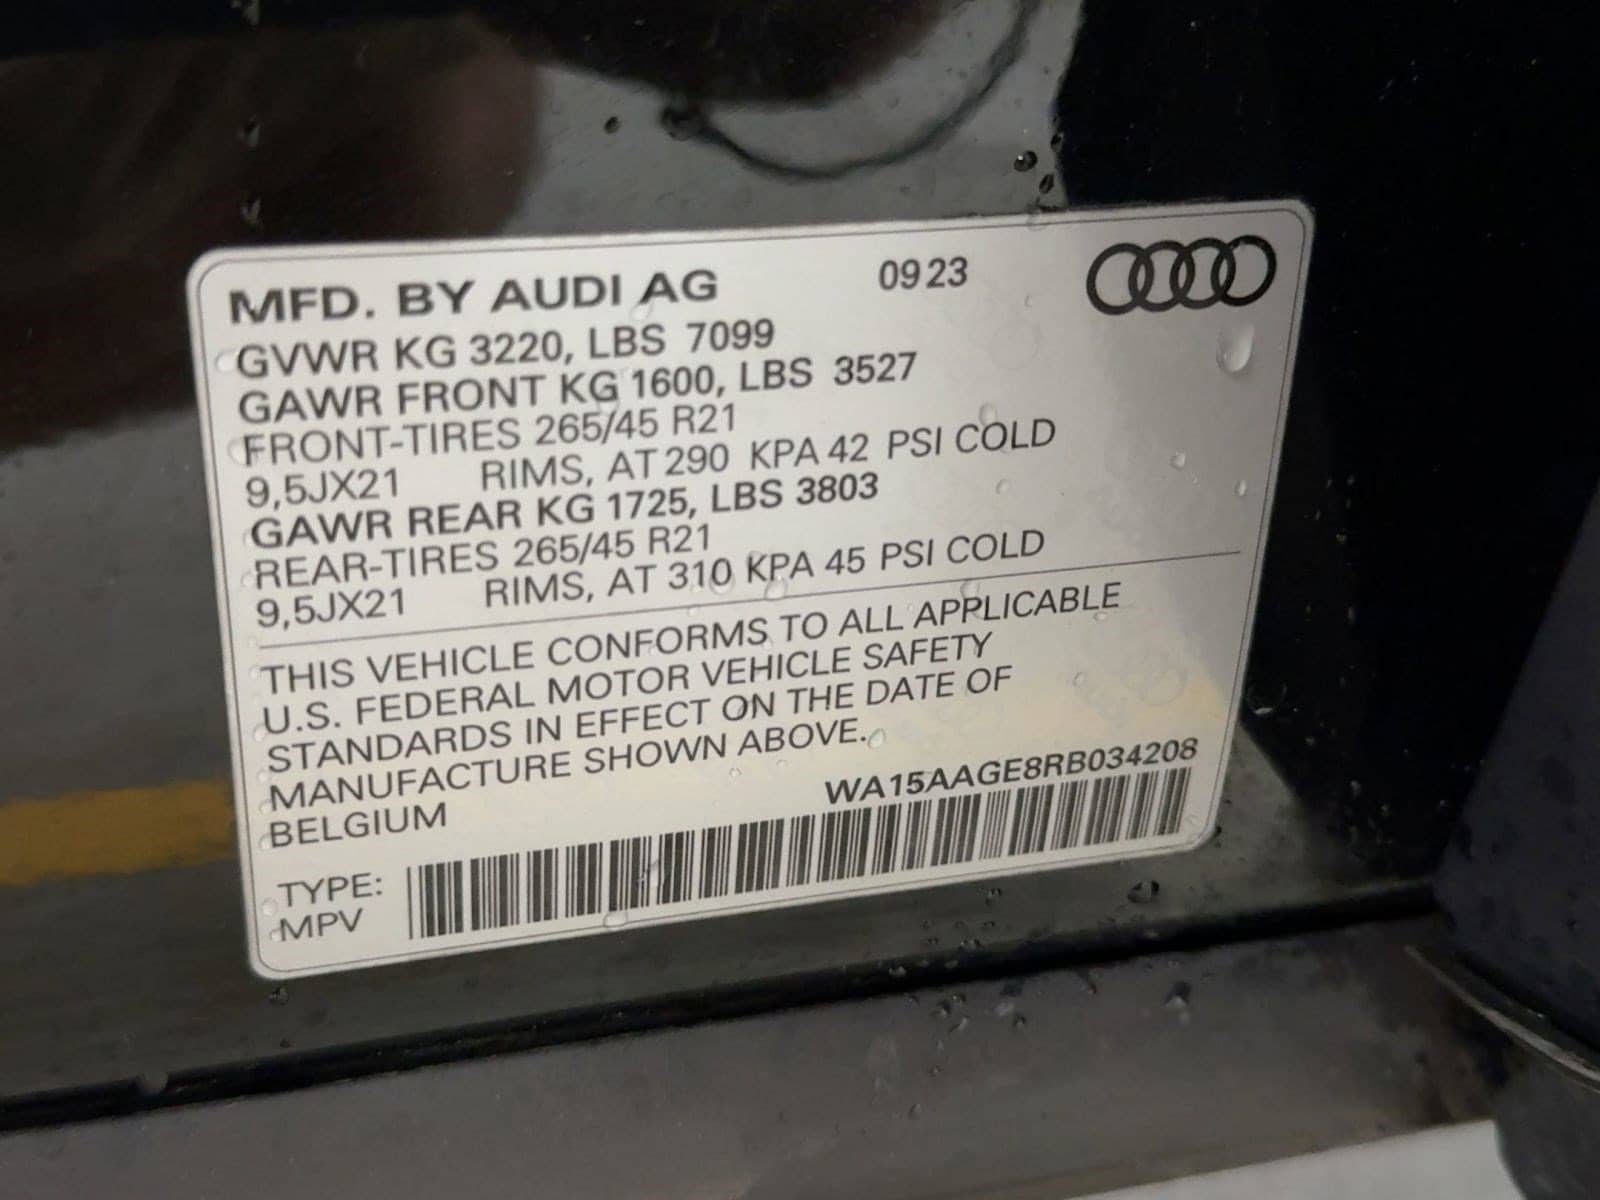 MFD. BY AUDI AG 0923
GVWR KG 3220, LBS 7099
GAWR FRONT KG 1600, LBS 3527
FRONT-TIRES 265/45 R21
9,5JX21 RIMS, AT 290 KPA 42 PSI COLD
GAWR REAR KG 1725, LBS 3803
REAR-TIRES 265/45 R21
9,5JX21 RIMS, AT 310 KPA 45 PSI COLD
THIS VEHICLE CONFORMS TO ALL APPLICABLE
U.S. FEDERAL MOTOR VEHICLE SAFETY
STANDARDS IN EFFECT ON THE DATE OF
MANUFACTURE SHOWN ABOVE.
BELGIUM WA15AAGE8RB034208
TYPE:
MPV